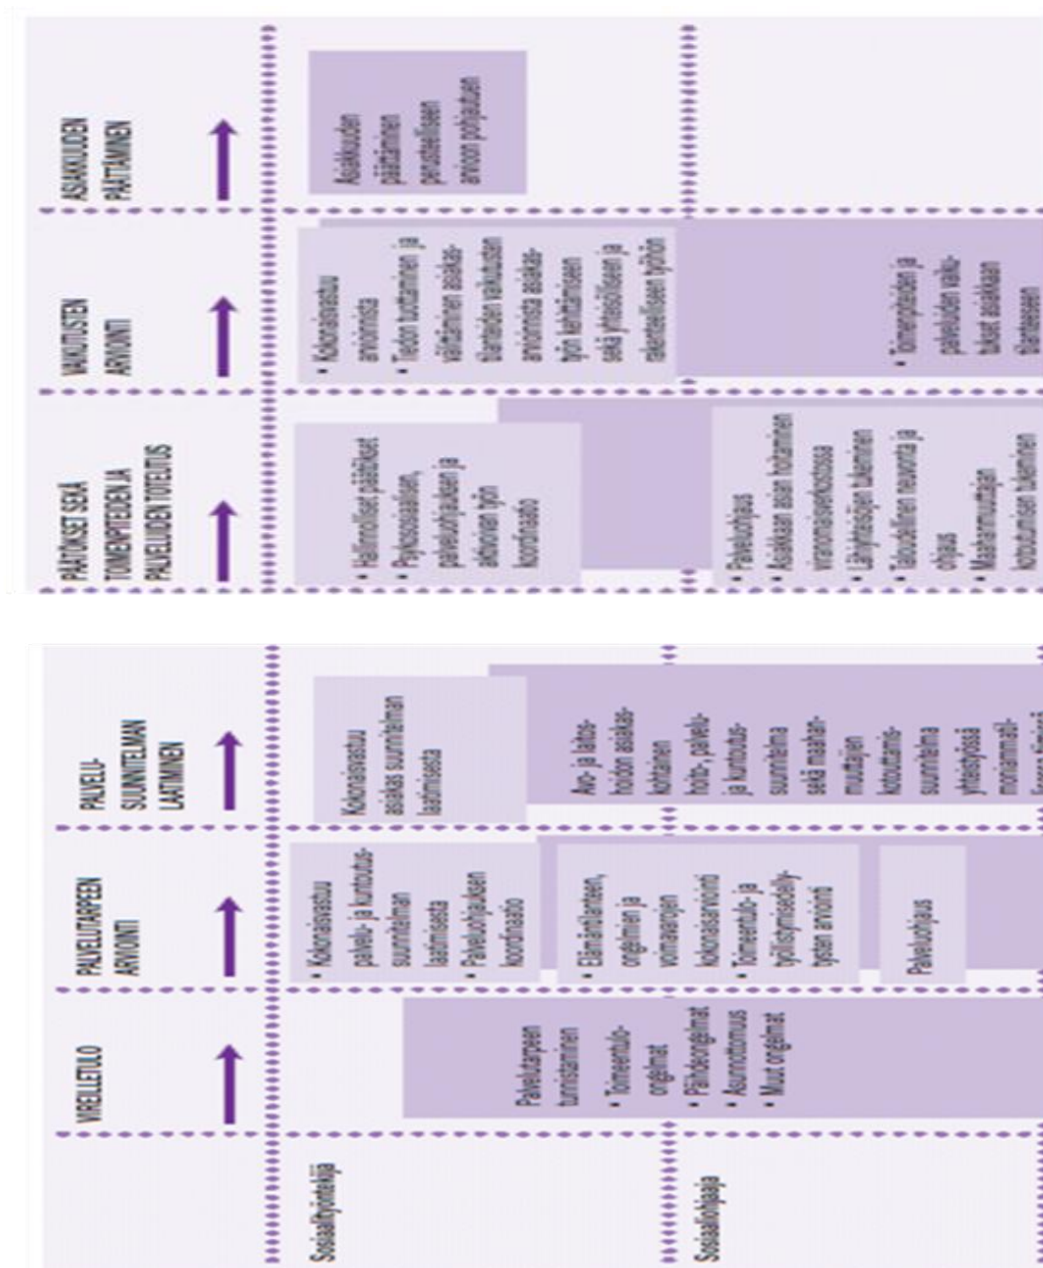 VIREILLETULO
PALVELUTARPEEN
ARVIOINTI
PALVELU-
SUUNNITELMAN
LAATIMINEN
PÄÄTÖKSET SEKÄ
TOIMENPITEIDEN JA
PALVELUIDEN TOTEUTUS
VAIKUTUSTEN
ARVIOINTI
ASIAKKUUDEN
PÄÄTTÄMINEN
Sosiaalityöntekijä
Palvelutarpeen
tunnistaminen
• Toimeentulo-
ongelmat
• Päihdeongelmat
• Asunnottomuus
• Muut ongelmat
• Kokonaisvastuu
palvelu- ja kuntoutus-
suunnitelman
laatimisesta
• Palveluohjauksen
koordinaatio
• Elämäntilanteen,
ongelmien ja
voimavarojen
kokonaisarviointi
• Toimeentulo- ja
työllistymisedelly-
tysten arviointi
Kokonaisvastuu
asiakas suunnitelman
laatimisesta
Avo- ja laitos-
hoidon asiakas-
kohtainen
hoito-, palvelu-
ja kuntoutus-
suunnitelma
sekä maahan-
muuttajien
kotouttamis-
suunnitelma
yhteistyössä
moniammatil-
• Hallinnolliset päätökset
• Psykososiaalisen,
palveluohjauksen ja
aktivoivan työn
koordinaatio
• Kokonaisvastuu
arvioinnista
• Tiedon tuottaminen ja
välittäminen asiakas-
tilanteiden vaikutusten
arvioinnista asiakas-
työn kehittämiseen
sekä yhteisölliseen ja
rakenteelliseen työhön
Asiakkuuden
päättäminen
perusteelliseen
arvioon pohjautuen
Sosiaaliohjaaja
Palveluohjaus
• Palveluohjaus
• Asiakkaan asian hoitaminen
viranomaisverkostossa
• Lähiyhteisöjen tukeminen
• Taloudellinen neuvonta ja
ohjaus
• Maahanmuuttajan
kotoutumisen tukeminen
• Toimenpiteiden ja
palveluiden vaiku-
tukset asiakkaan
tilanteeseen